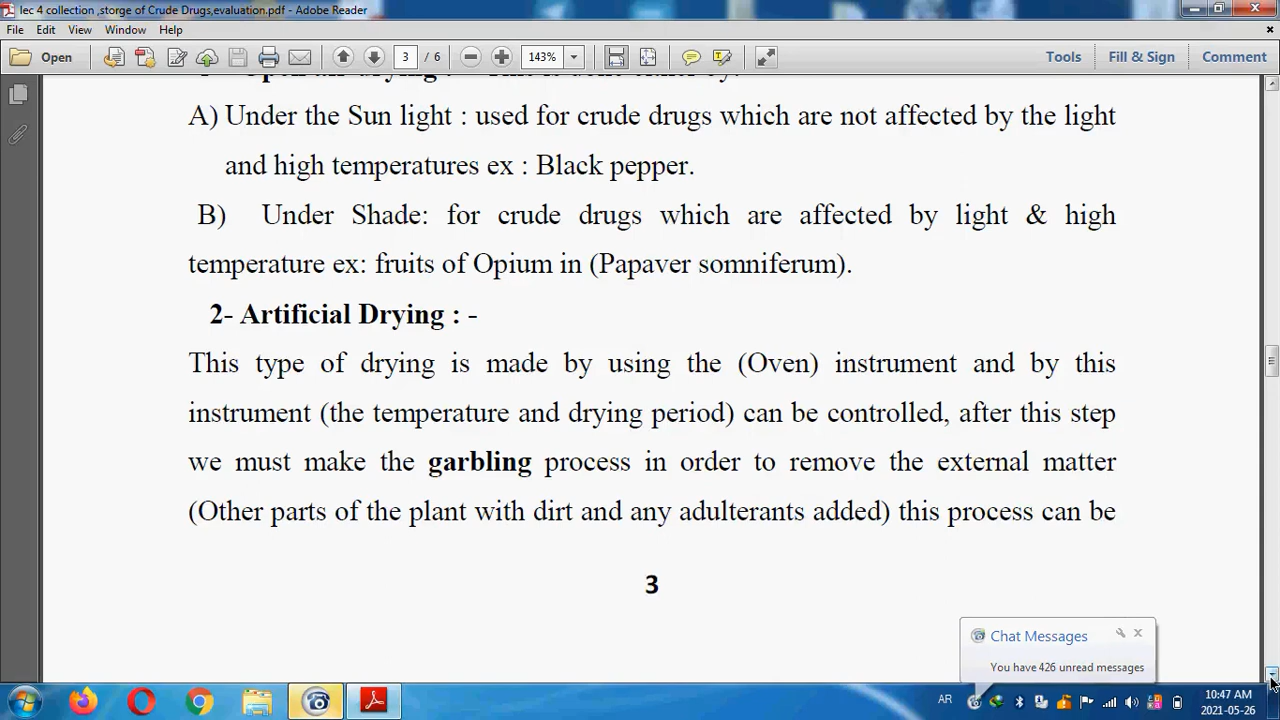 lec 4 collection ,storge of Crude Drugs,evaluation.pdf - Adobe Reader
File Edit View Window Help
Open 3 / 6 143% Tools Fill & Sign Comment
A) Under the Sun light : used for crude drugs which are not affected by the light
and high temperatures ex : Black pepper.
B) Under Shade: for crude drugs which are affected by light & high
temperature ex: fruits of Opium in (Papaver somniferum).
2- Artificial Drying : -
This type of drying is made by using the (Oven) instrument and by this
instrument (the temperature and drying period) can be controlled, after this step
we must make the garbling process in order to remove the external matter
(Other parts of the plant with dirt and any adulterants added) this process can be
3
Chat Messages
You have 426 unread messages
AR
10:47 AM
2021-05-26